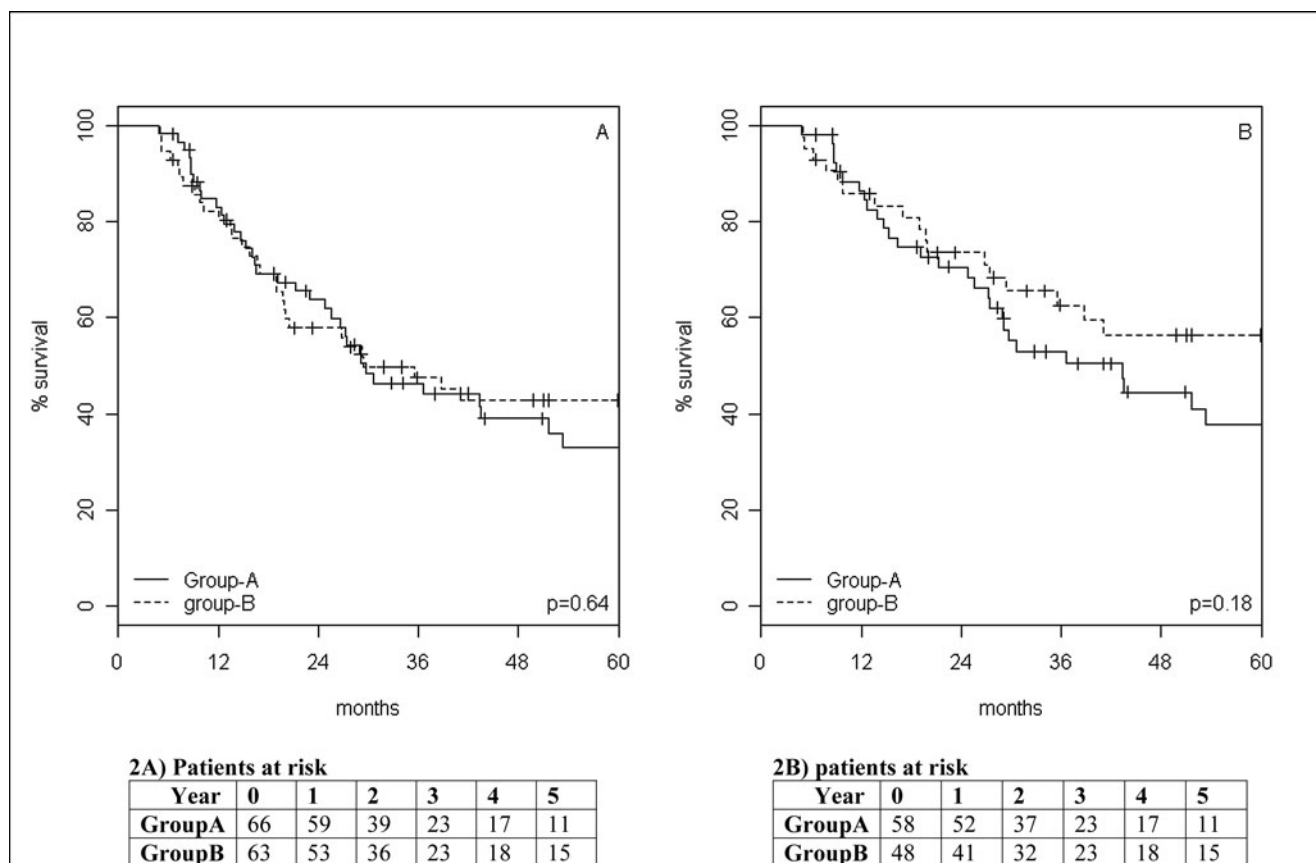 A
100
80
60
40
20
0
% survival
Group-A
group-B
p=0.64
0 12 24 36 48 60
months
B
100
80
60
40
20
0
% survival
Group-A
group-B
p=0.18
0 12 24 36 48 60
months
2A) Patients at risk
Year 0 1 2 3 4 5
GroupA 66 59 39 23 17 11
GroupB 63 53 36 23 18 15
2B) patients at risk
Year 0 1 2 3 4 5
GroupA 58 52 37 23 17 11
GroupB 48 41 32 23 18 15